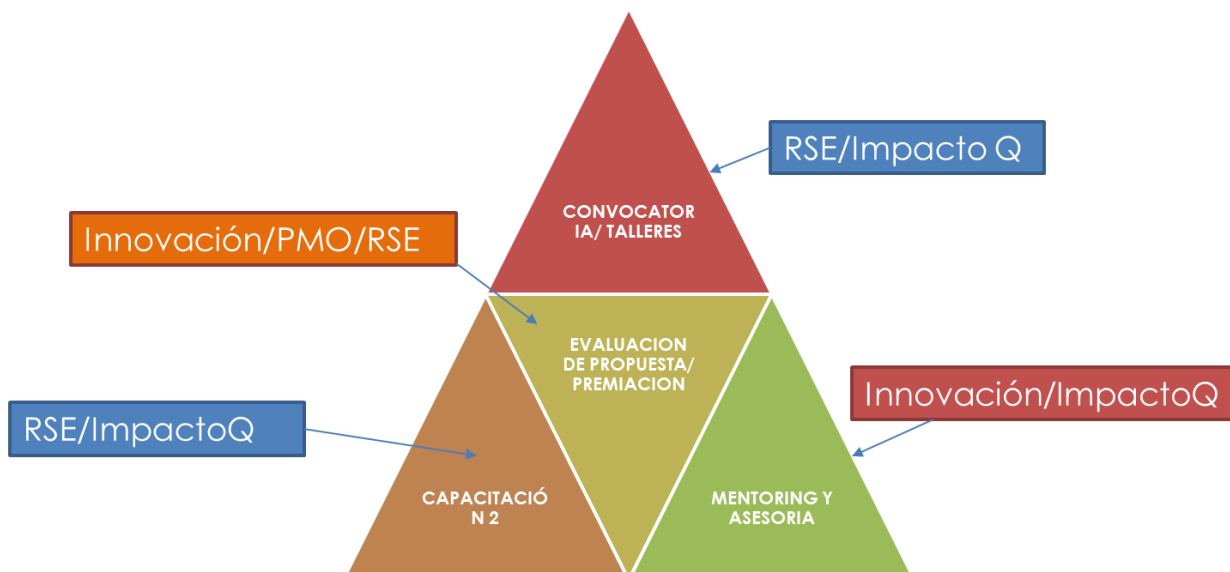 RSE/Impacto Q
CONVOCATOR
IA/ TALLERES
Innovación/PMO/RSE
EVALUACION
DE PROPUESTA/
PREMIACION
Innovación/ImpactoQ
RSE/ImpactoQ
CAPACITACIÓ
N 2
MENTORING Y
ASESORIA